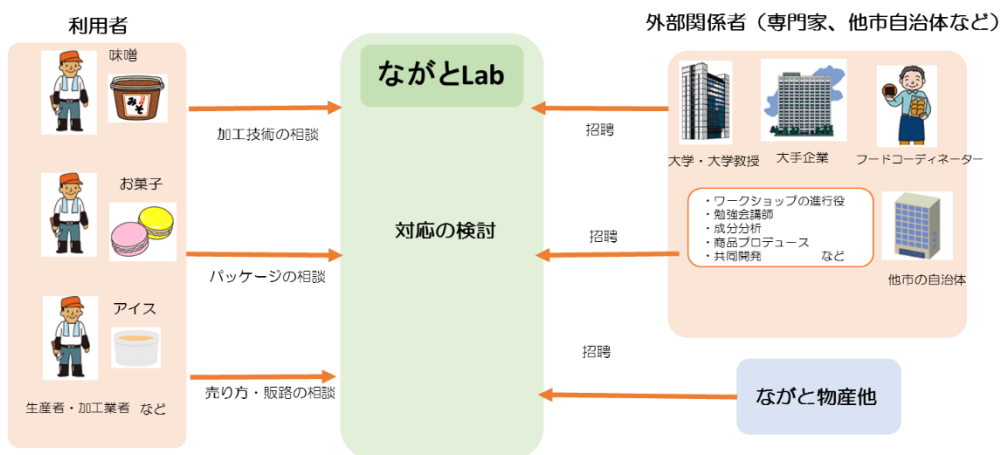 利用者
味噌
みそ
加工技術の相談
お菓子
パッケージの相談
アイス
売り方・販路の相談
生産者・加工業者 など
ながとLab
対応の検討
外部関係者（専門家、他市自治体など）
招聘
大学・大学教授
大手企業
フードコーディネーター
招聘
・ワークショップの進行役
・勉強会講師
・成分分析
・商品プロデュース
・共同開発 など
他市の自治体
招聘
ながと物産他